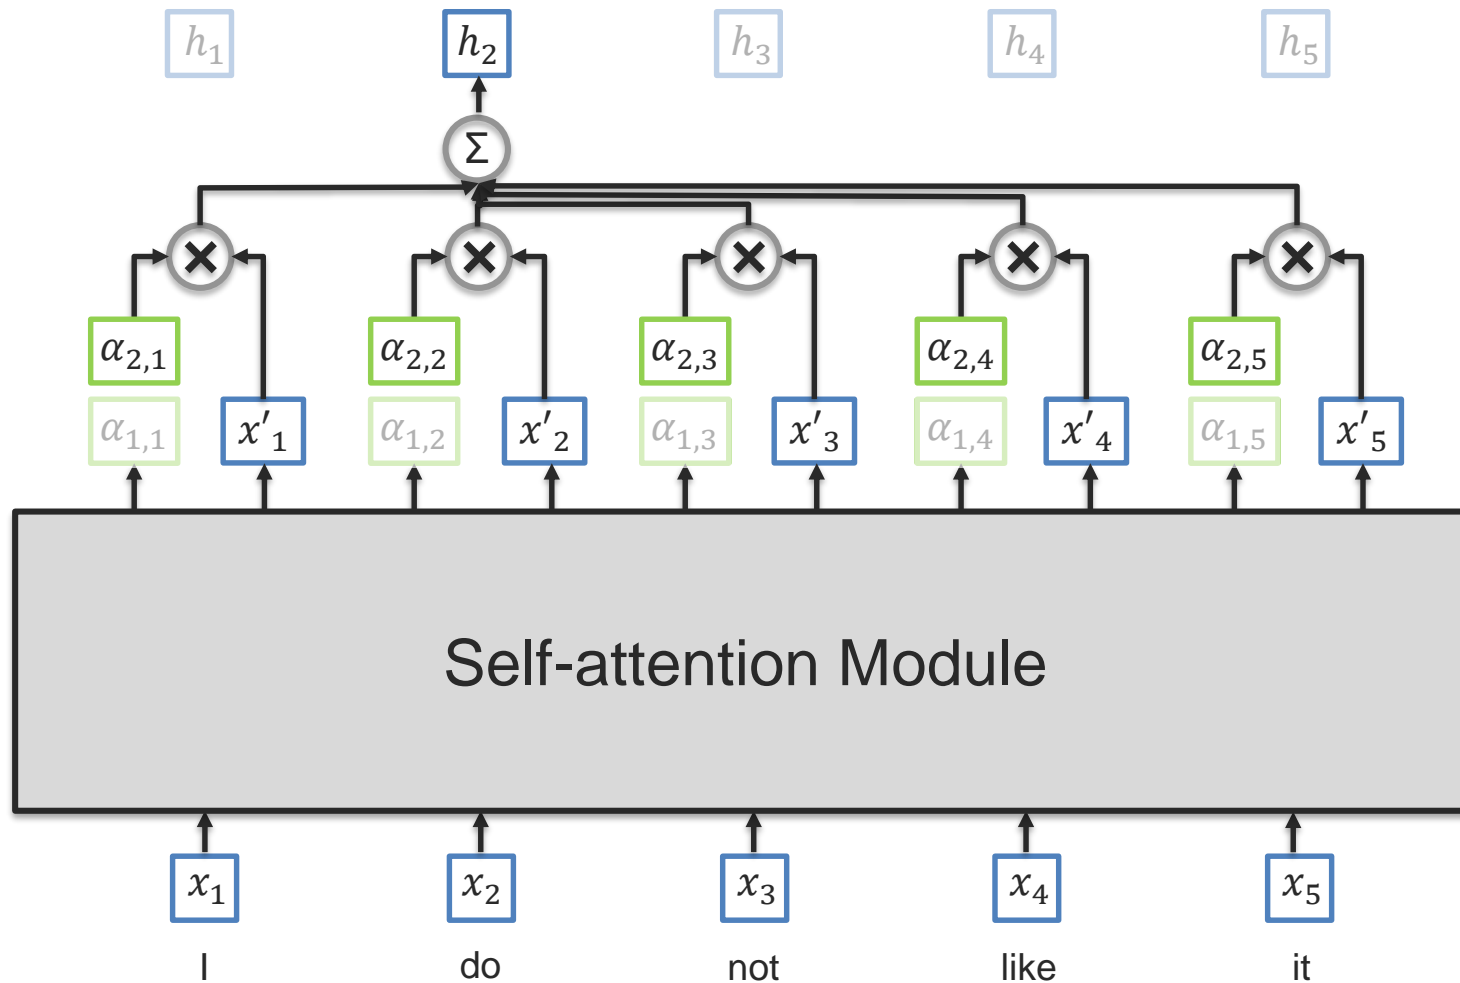 h₁ h₂ h₃ h₄ h₅
Σ
× × × × ×
α₂,₁ α₂,₂ α₂,₃ α₂,₄ α₂,₅
α₁,₁ x′₁ α₁,₂ x′₂ α₁,₃ x′₃ α₁,₄ x′₄ α₁,₅ x′₅
Self-attention Module
x₁ x₂ x₃ x₄ x₅
I do not like it